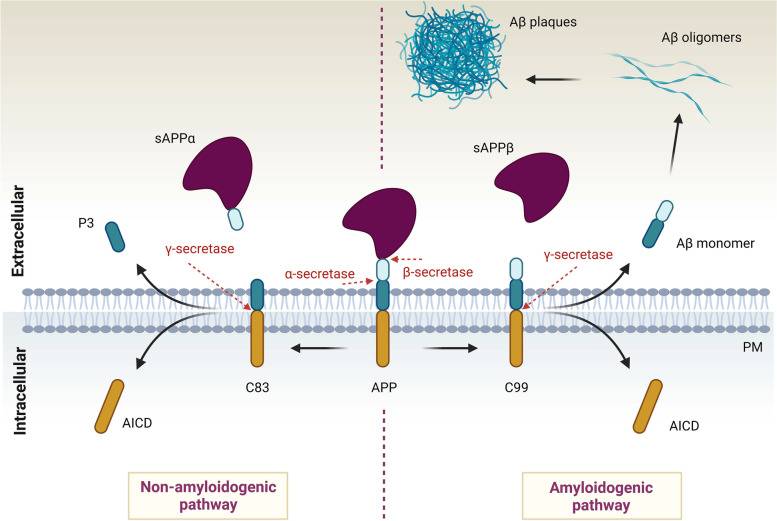 Aβ plaques
Aβ oligomers
sAPPα
sAPPβ
Extracellular
P3
γ-secretase
α-secretase
β-secretase
γ-secretase
Aβ monomer
PM
Intracellular
C83
APP
C99
AICD
AICD
Non-amyloidogenic
pathway
Amyloidogenic
pathway